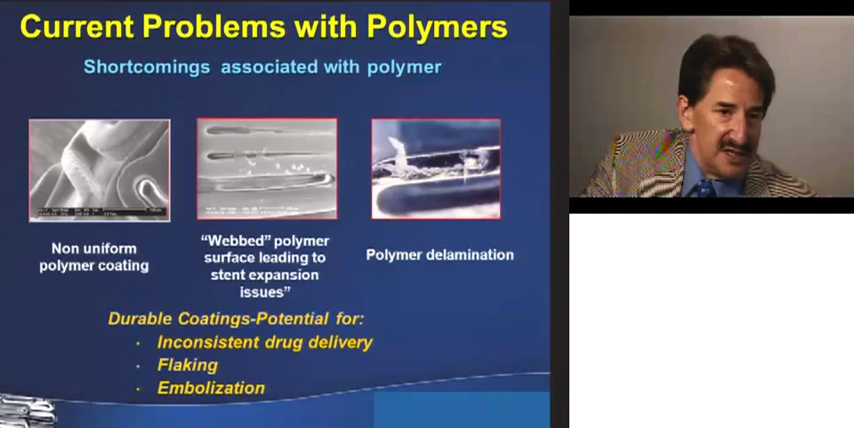 Current Problems with Polymers
Shortcomings associated with polymer
Non uniform
polymer coating
“Webbed” polymer
surface leading to
stent expansion
issues”
Polymer delamination
Durable Coatings-Potential for:
· Inconsistent drug delivery
· Flaking
· Embolization